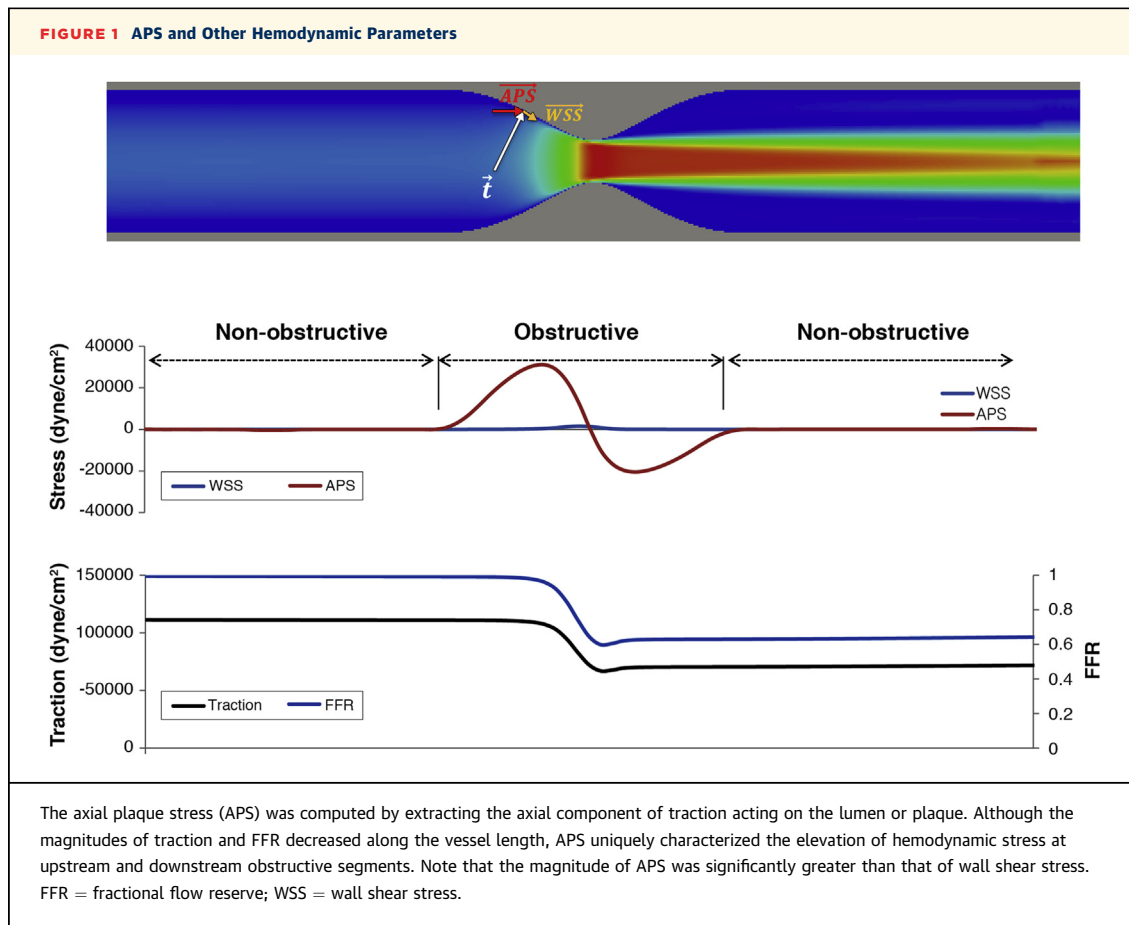 FIGURE 1 APS and Other Hemodynamic Parameters
APS
WSS
t
Non-obstructive
Obstructive
Non-obstructive
Stress (dyne/cm²)
40000
20000
0
-20000
-40000
WSS
APS
WSS
APS
Traction (dyne/cm²)
150000
100000
-50000
0
Traction
FFR
1
0.8
0.6
0.4
0.2
0
FFR
The axial plaque stress (APS) was computed by extracting the axial component of traction acting on the lumen or plaque. Although the
magnitudes of traction and FFR decreased along the vessel length, APS uniquely characterized the elevation of hemodynamic stress at
upstream and downstream obstructive segments. Note that the magnitude of APS was significantly greater than that of wall shear stress.
FFR = fractional flow reserve; WSS = wall shear stress.